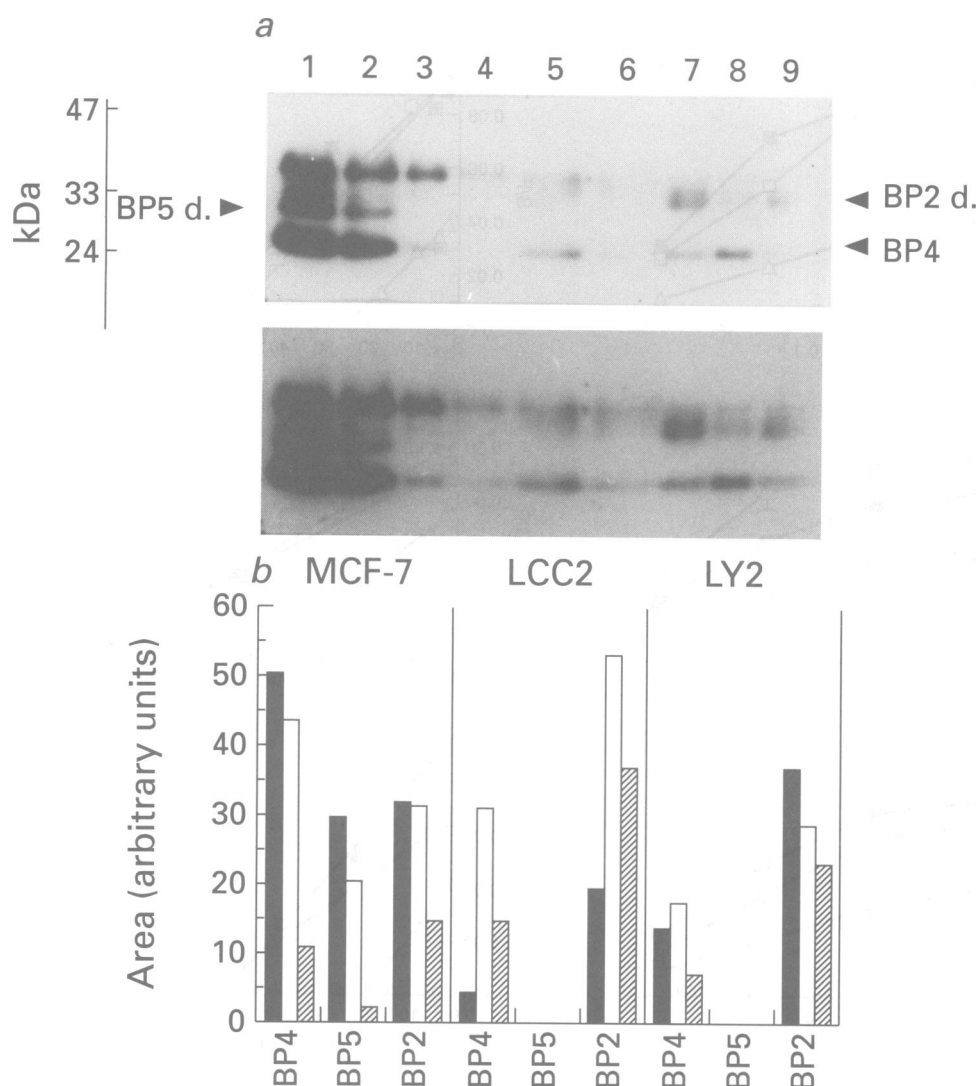 a
1 2 3 4 5 6 7 8 9
47
33
24
kDa
BP5 d.
BP2 d.
BP4
b MCF-7 LCC2 LY2
60
50
40
30
20
10
0
Area (arbitrary units)
BP4 BP5 BP2 BP4 BP5 BP2 BP4 BP5 BP2